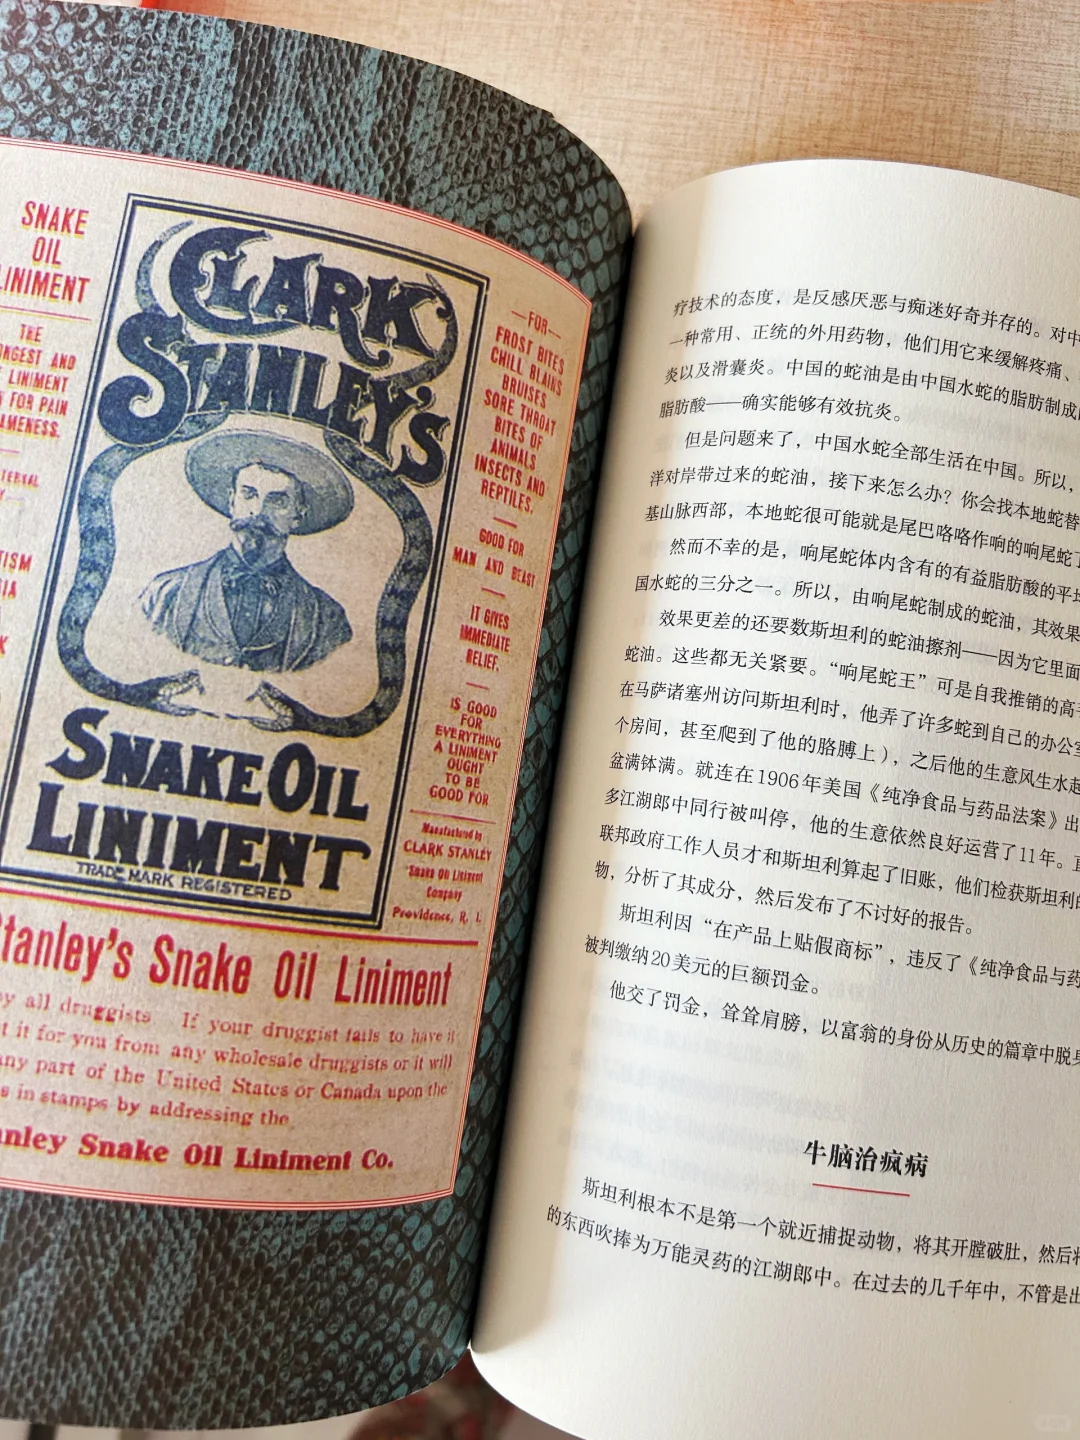 SNAKE
OIL
LINIMENT
THE
ONGEST AND
LINIMENT
FOR PAIN
AMENESS.
CLARK
STANLEY'S
SNAKE OIL
LINIMENT
TRADE MARK REGISTERED
—FOR—
FROST BITES
CHILL BLAINS
BRUISES
SORE THROAT
BITES OF
ANIMALS
INSECTS AND
REPTILES.
GOOD FOR
MAN AND BEAST
IT GIVES
IMMEDIATE
RELIEF.
IS GOOD
FOR
EVERYTHING
A LINIMENT
OUGHT
TO BE
GOOD FOR
Manufactured by
CLARK STANLEY
Snake Oil Liniment
Company
Providence, R. I.
Stanley's Snake Oil Liniment
by all druggists If your druggist fails to have it
it for you from any wholesale druggists or it will
any part of the United States or Canada upon the
s in stamps by addressing the
anley Snake Oil Liniment Co.
疗技术的态度，是反感厌恶与痴迷好奇并存的。对中
一种常用、正统的外用药物，他们用它来缓解疼痛、
炎以及滑囊炎。中国的蛇油是由中国水蛇的脂肪制成
脂肪酸——确实能够有效抗炎。
但是问题来了，中国水蛇全部生活在中国。所以，
洋对岸带过来的蛇油，接下来怎么办？你会找本地蛇替
基山脉西部，本地蛇很可能就是尾巴咯咯作响的响尾蛇了
然而不幸的是，响尾蛇体内含有的有益脂肪酸的平均
国水蛇的三分之一。所以，由响尾蛇制成的蛇油，其效果
效果更差的还要数斯坦利的蛇油擦剂——因为它里面
蛇油。这些都无关紧要。“响尾蛇王”可是自我推销的高手
在马萨诸塞州访问斯坦利时，他弄了许多蛇到自己的办公室
个房间，甚至爬到了他的胳膊上），之后他的生意风生水起
盆满钵满。就连在1906年美国《纯净食品与药品法案》出
多江湖郎中同行被叫停，他的生意依然良好运营了11年。直
联邦政府工作人员才和斯坦利算起了旧账，他们检获斯坦利的
物，分析了其成分，然后发布了不讨好的报告。
斯坦利因“在产品上贴假商标”，违反了《纯净食品与药
被判缴纳20美元的巨额罚金。
他交了罚金，耸耸肩膀，以富翁的身份从历史的篇章中脱身
牛脑治疯病
斯坦利根本不是第一个就近捕捉动物，将其开膛破肚，然后将
的东西吹捧为万能灵药的江湖郎中。在过去的几千年中，不管是出